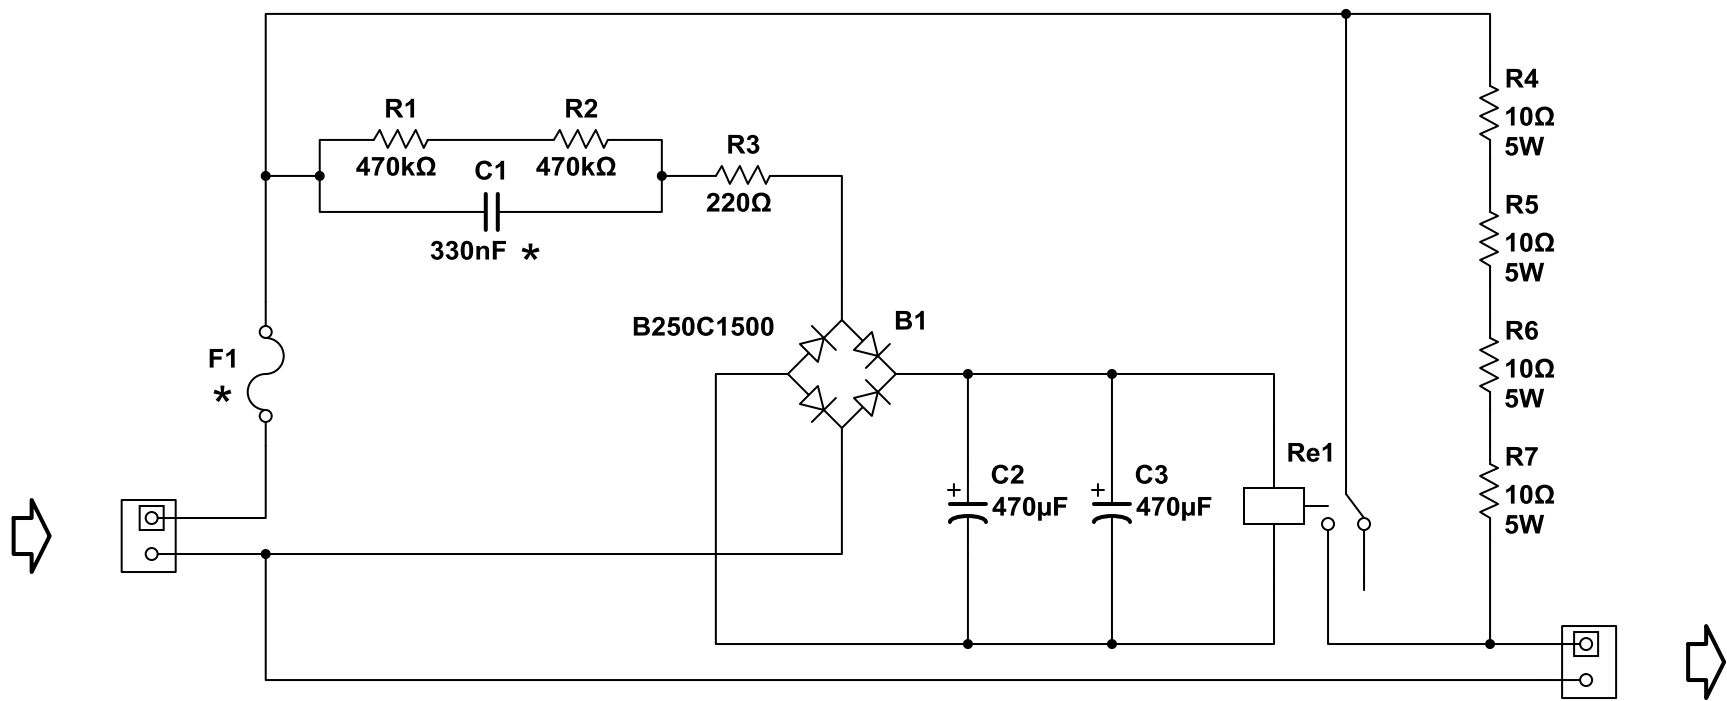 R1
470kΩ
R2
470kΩ
C1
330nF *
R3
220Ω
R4
10Ω
5W
R5
10Ω
5W
R6
10Ω
5W
R7
10Ω
5W
F1
*
B250C1500
B1
+
C2
470µF
+
C3
470µF
Re1